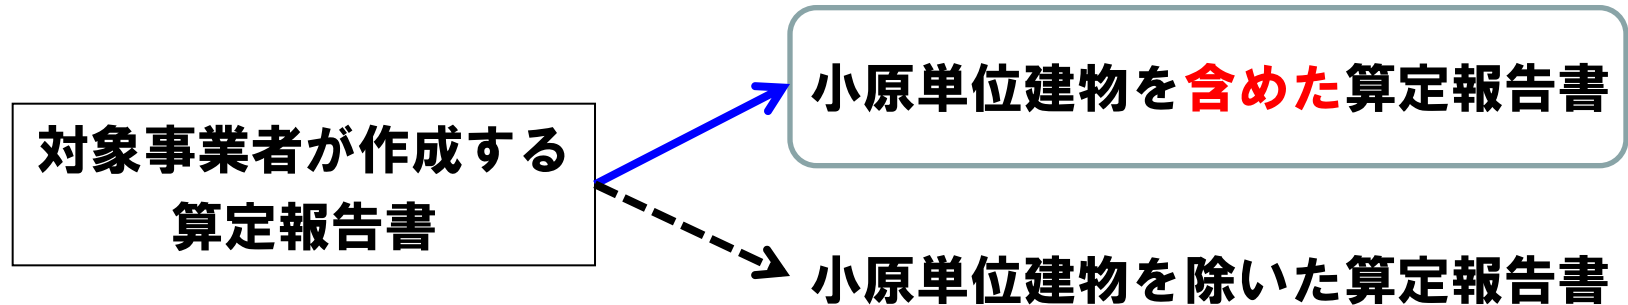 対象事業者が作成する
算定報告書
小原単位建物を含めた算定報告書
小原単位建物を除いた算定報告書